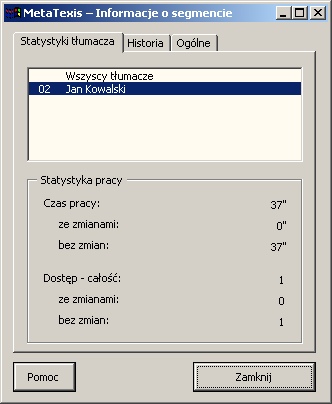 MetaTexis – Informacje o segmencie
Statystyki tłumacza Historia Ogólne
Wszyscy tłumacze
02 Jan Kowalski
Statystyka pracy
Czas pracy: 37"
ze zmianami: 0"
bez zmian: 37"
Dostęp - całość: 1
ze zmianami: 0
bez zmian: 1
Pomoc Zamknij